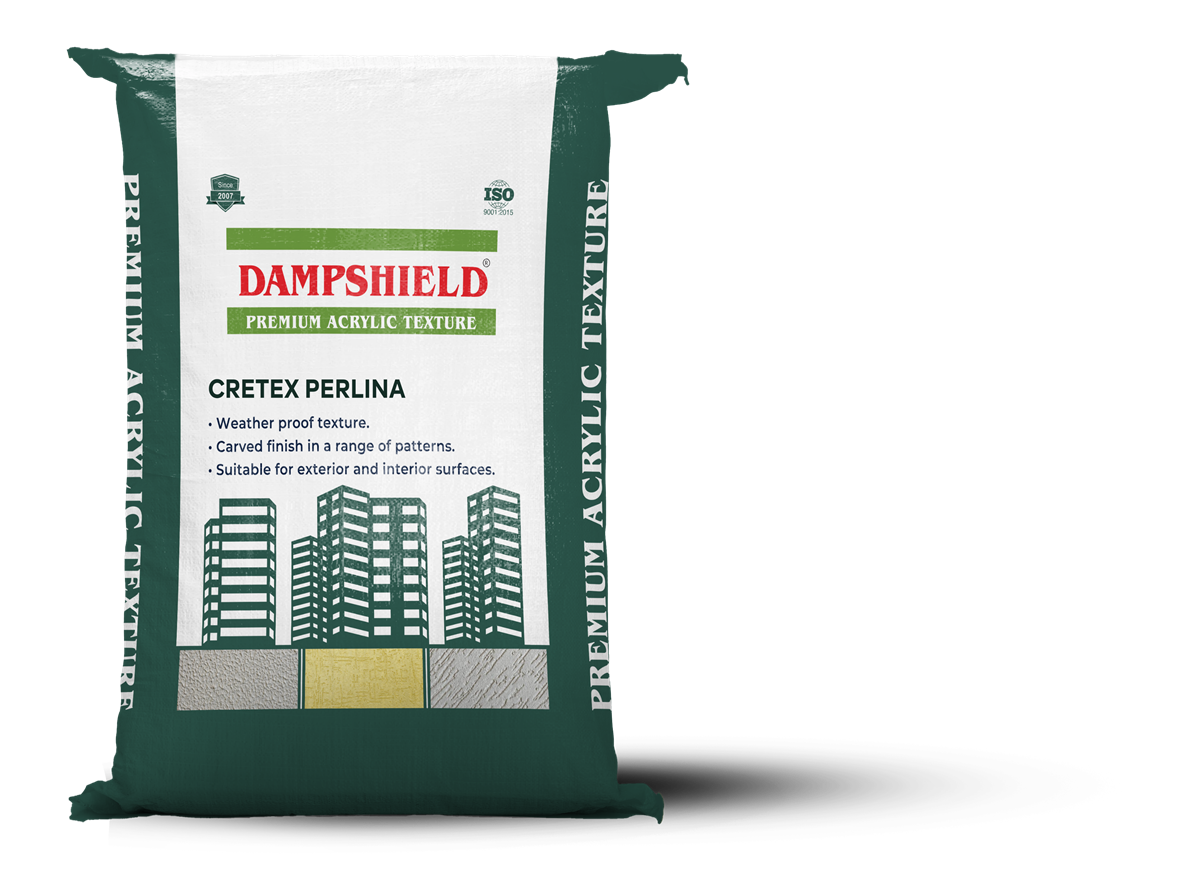 Since
2007
ISO
9001:2015
DAMPSHIELD©
PREMIUM ACRYLIC TEXTURE
CRETEX PERLINA
• Weather proof texture.
• Carved finish in a range of patterns.
• Suitable for exterior and interior surfaces.
PREMIUM ACRYLIC TEXTURE
PREMIUM ACRYLIC TEXTURE